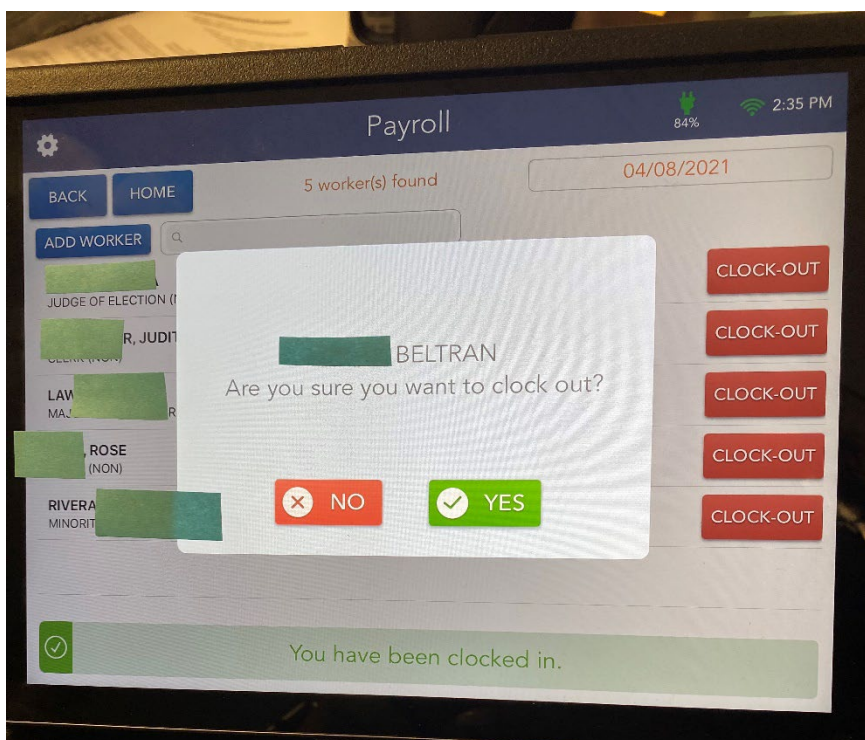 Payroll
84%
2:35 PM
BACK
HOME
5 worker(s) found
04/08/2021
ADD WORKER
CLOCK-OUT
JUDGE OF ELECTION
R, JUDIT
CLOCK-OUT
CLERK (NON)
BELTRAN
Are you sure you want to clock out?
LAW
CLOCK-OUT
MAJ
R
, ROSE
CLOCK-OUT
(NON)
NO
YES
RIVERA
CLOCK-OUT
MINORIT
You have been clocked in.